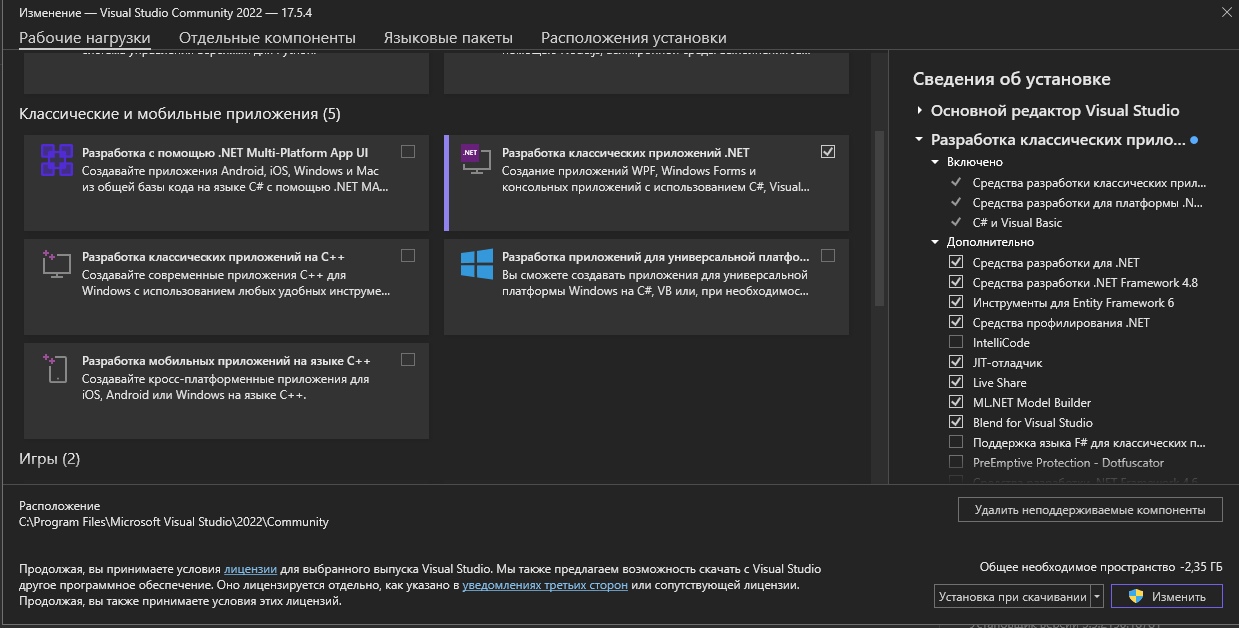 Изменение — Visual Studio Community 2022 — 17.5.4
Рабочие нагрузки
Отдельные компоненты
Языковые пакеты
Расположения установки
Классические и мобильные приложения (5)
Разработка с помощью .NET Multi-Platform App UI
Создавайте приложения Android, iOS, Windows и Mac
из общей базы кода на языке C# с помощью .NET MA...
Разработка классических приложений .NET
Создание приложений WPF, Windows Forms и
консольных приложений с использованием C#, Visual...
Разработка классических приложений на C++
Создавайте современные приложения C++ для
Windows с использованием любых удобных инструме...
Разработка приложений для универсальной платфо...
Вы сможете создавать приложения для универсальной
платформы Windows на C#, VB или, при необходимос...
Разработка мобильных приложений на языке C++
Создавайте кросс-платформенные приложения для
iOS, Android или Windows на языке C++.
Игры (2)
Сведения об установке
Основной редактор Visual Studio
Разработка классических прило...
Включено
Средства разработки классических прил...
Средства разработки для платформы .N...
C# и Visual Basic
Дополнительно
Средства разработки для .NET
Средства разработки .NET Framework 4.8
Инструменты для Entity Framework 6
Средства профилирования .NET
IntelliCode
JIT-отладчик
Live Share
ML.NET Model Builder
Blend for Visual Studio
Поддержка языка F# для классических п...
PreEmptive Protection - Dotfuscator
Расположение
C:\Program Files\Microsoft Visual Studio\2022\Community
Удалить неподдерживаемые компоненты
Продолжая, вы принимаете условия лицензии для выбранного выпуска Visual Studio. Мы также предлагаем возможность скачать с Visual Studio
другое программное обеспечение. Оно лицензируется отдельно, как указано в уведомлениях третьих сторон или сопутствующей лицензии.
Продолжая, вы также принимаете условия этих лицензий.
Общее необходимое пространство -2,35 ГБ
Установка при скачивании
Изменить